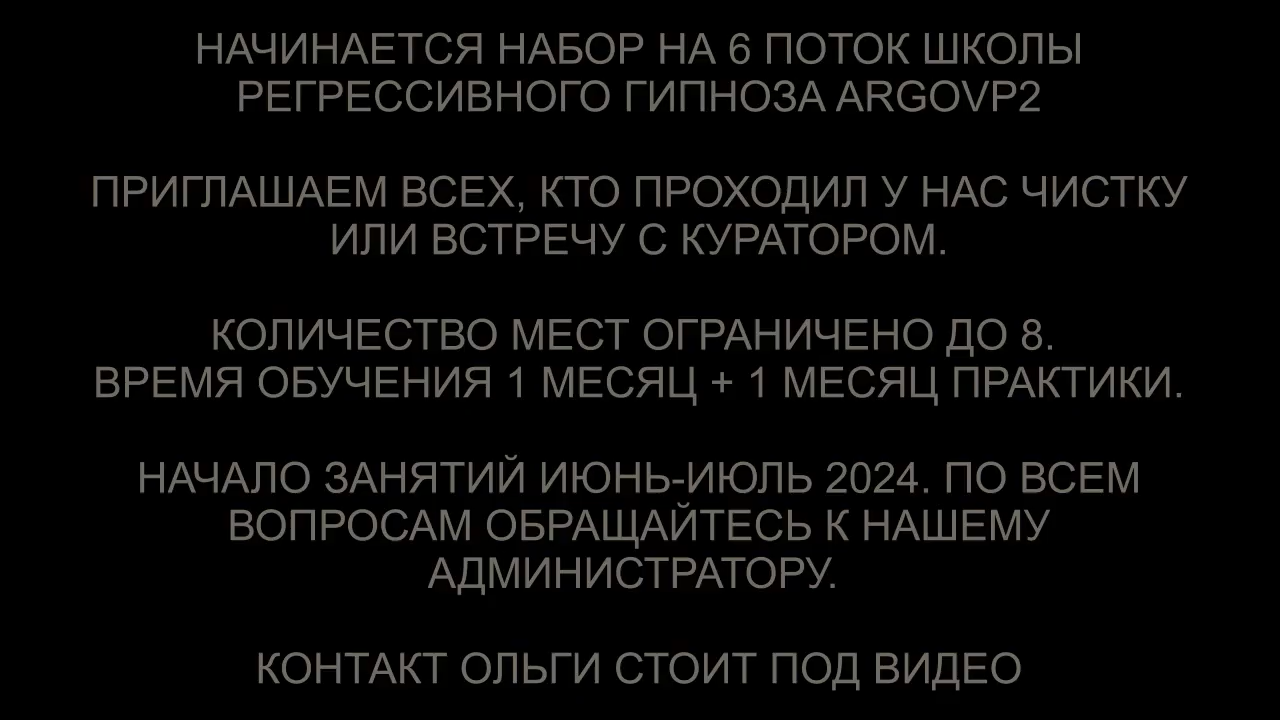 НАЧИНАЕТСЯ НАБОР НА 6 ПОТОК ШКОЛЫ
РЕГРЕССИВНОГО ГИПНОЗА ARGOVP2
ПРИГЛАШАЕМ ВСЕХ, КТО ПРОХОДИЛ У НАС ЧИСТКУ
ИЛИ ВСТРЕЧУ С КУРАТОРОМ.
КОЛИЧЕСТВО МЕСТ ОГРАНИЧЕНО ДО 8.
ВРЕМЯ ОБУЧЕНИЯ 1 МЕСЯЦ + 1 МЕСЯЦ ПРАКТИКИ.
НАЧАЛО ЗАНЯТИЙ ИЮНЬ-ИЮЛЬ 2024. ПО ВСЕМ
ВОПРОСАМ ОБРАЩАЙТЕСЬ К НАШЕМУ
АДМИНИСТРАТОРУ.
КОНТАКТ ОЛЬГИ СТОИТ ПОД ВИДЕО